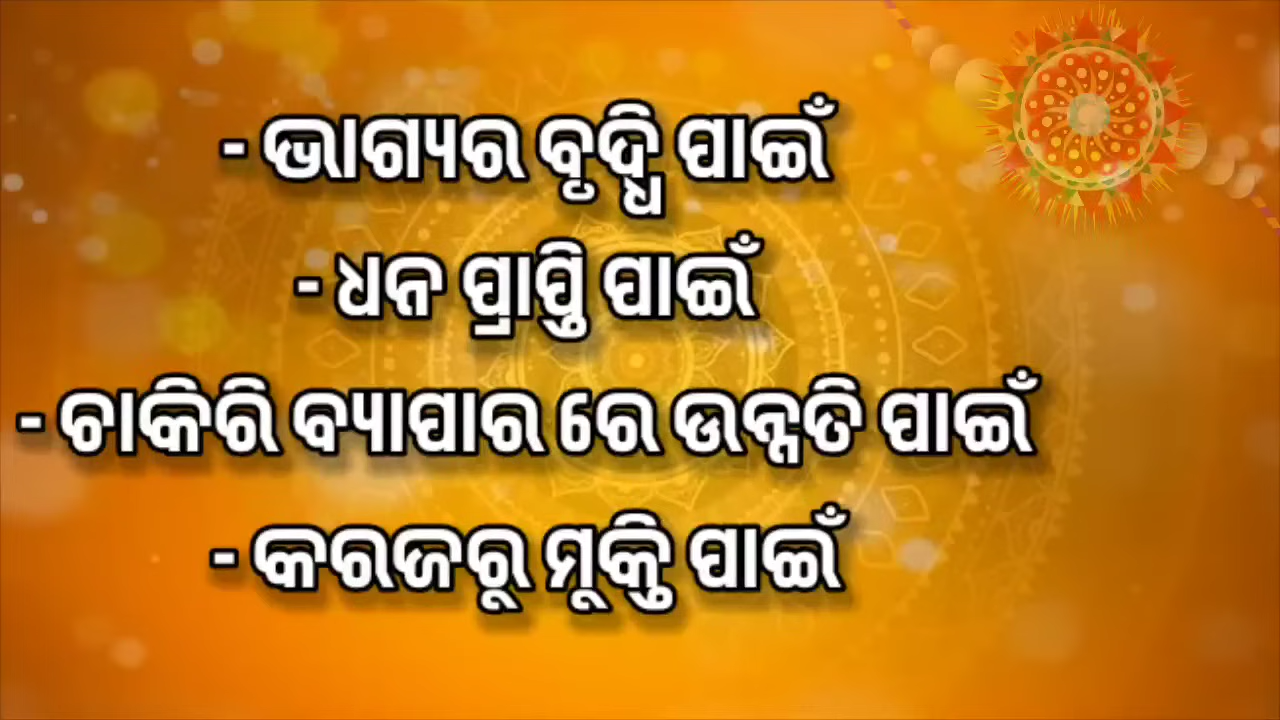 - ଭାଗ୍ୟର ବୃଦ୍ଧି ପାଇଁ
- ଧନ ପ୍ରାପ୍ତି ପାଇଁ
- ଚାକିରି ବ୍ୟାପାର ରେ ଉନ୍ନତି ପାଇଁ
- କରଜରୁ ମୂକ୍ତି ପାଇଁ